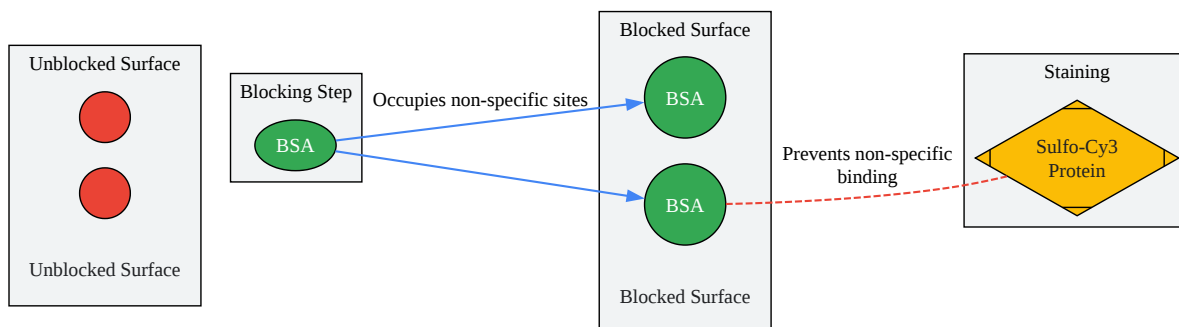 Unblocked Surface
Unblocked Surface
Blocking Step
BSA
Occupies non-specific sites
Blocked Surface
BSA
BSA
Blocked Surface
Prevents non-specific
binding
Staining
Sulfo-Cy3
Protein